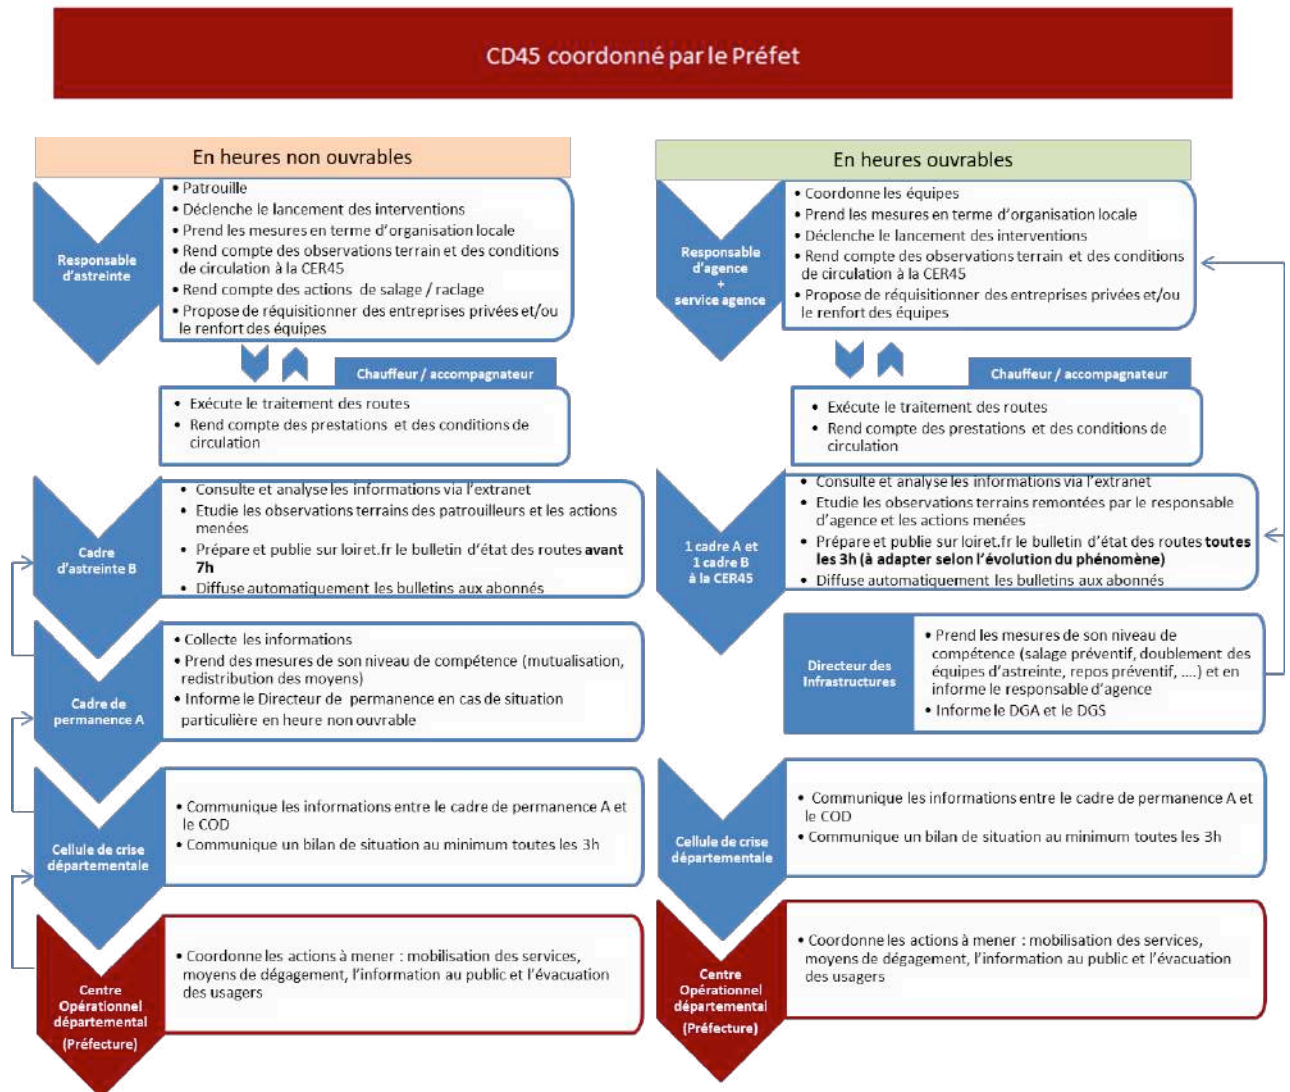 CD45 coordonné par le Préfet
En heures non ouvrables
Responsable
d'astreinte
• Patrouille
• Déclenche le lancement des interventions
• Prend les mesures en terme d'organisation locale
• Rend compte des observations terrain et des conditions
de circulation à la CER45
• Rend compte des actions de salage / raclage
• Propose de réquisitionner des entreprises privées et/ou
le renfort des équipes
Chauffeur / accompagnateur
• Exécute le traitement des routes
• Rend compte des prestations et des conditions de
circulation
Cadre
d'astreinte B
• Consulte et analyse les informations via l'extranet
• Etudie les observations terrains des patrouilleurs et les actions
menées
• Prépare et publie sur loiret.fr le bulletin d'état des routes avant
7h
• Diffuse automatiquement les bulletins aux abonnés
Cadre de
permanence A
• Collecte les informations
• Prend des mesures de son niveau de compétence (mutualisation,
redistribution des moyens)
• Informe le Directeur de permanence en cas de situation
particulière en heure non ouvrable
Cellule de crise
départementale
• Communique les informations entre le cadre de permanence A et
le COD
• Communique un bilan de situation au minimum toutes les 3h
Centre
Opérationnel
départemental
(Préfecture)
• Coordonne les actions à mener : mobilisation des services,
moyens de dégagement, l'information au public et l'évacuation
des usagers
En heures ouvrables
Responsable
d'agence
+
service agence
• Coordonne les équipes
• Prend les mesures en terme d'organisation locale
• Déclenche le lancement des interventions
• Rend compte des observations terrain et des conditions
de circulation à la CER45
• Propose de réquisitionner des entreprises privées et/ou
le renfort des équipes
Chauffeur / accompagnateur
• Exécute le traitement des routes
• Rend compte des prestations et des conditions de
circulation
1 cadre A et
1 cadre B
à la CER45
• Consulte et analyse les informations via l'extranet
• Etudie les observations terrains remontées par le responsable
d'agence et les actions menées
• Prépare et publie sur loiret.fr le bulletin d'état des routes toutes
les 3h (à adapter selon l'évolution du phénomène)
• Diffuse automatiquement les bulletins aux abonnés
Directeur des
Infrastructures
• Prend les mesures de son niveau de
compétence (salage préventif, doublement des
équipes d'astreinte, repos préventif, ....) et en
informe le responsable d'agence
• Informe le DGA et le DGS
Cellule de crise
départementale
• Communique les informations entre le cadre de permanence A et
le COD
• Communique un bilan de situation au minimum toutes les 3h
Centre
Opérationnel
départemental
(Préfecture)
• Coordonne les actions à mener : mobilisation des services,
moyens de dégagement, l'information au public et l'évacuation
des usagers